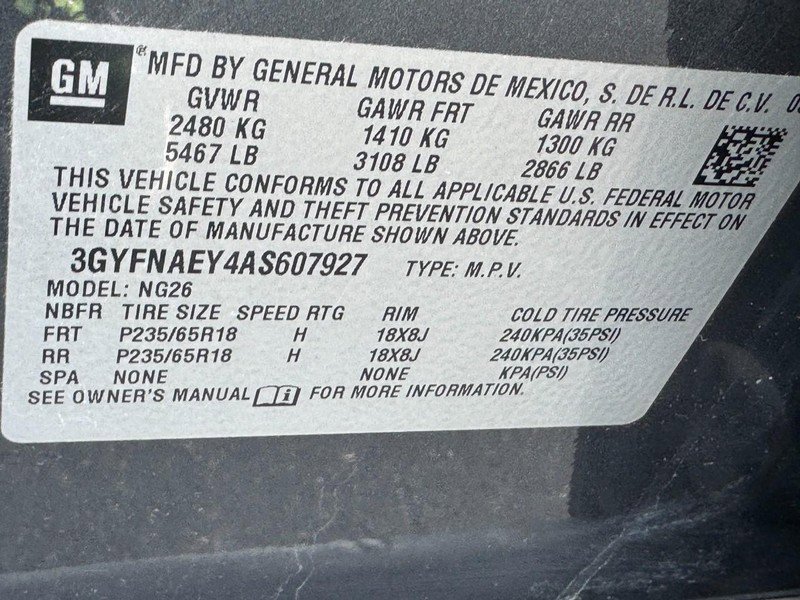 GM ® MFD BY GENERAL MOTORS DE MEXICO, S. DE R.L. DE C.V.
GVWR GAWR FRT GAWR RR
2480 KG 1410 KG 1300 KG
5467 LB 3108 LB 2866 LB
THIS VEHICLE CONFORMS TO ALL APPLICABLE U.S. FEDERAL MOTOR
VEHICLE SAFETY AND THEFT PREVENTION STANDARDS IN EFFECT ON
THE DATE OF MANUFACTURE SHOWN ABOVE.
3GYFNAEY4AS607927 TYPE: M.P.V.
MODEL: NG26
NBFR TIRE SIZE SPEED RTG RIM COLD TIRE PRESSURE
FRT P235/65R18 H 18X8J 240KPA(35PSI)
RR P235/65R18 H 18X8J 240KPA(35PSI)
SPA NONE NONE KPA(PSI)
SEE OWNER'S MANUAL FOR MORE INFORMATION.